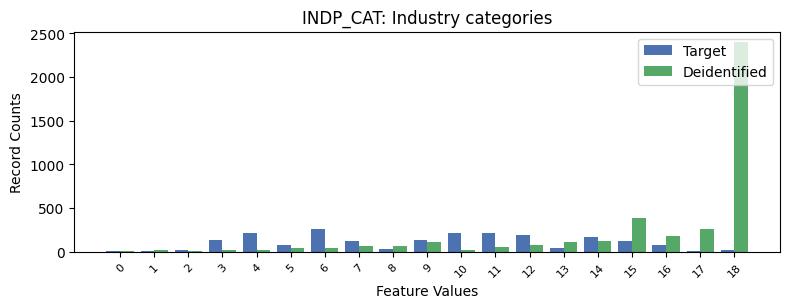 INDP_CAT: Industry categories
Target
Deidentified
Record Counts
2500
2000
1500
1000
500
0
0 1 2 3 4 5 6 7 8 9 10 11 12 13 14 15 16 17 18
Feature Values